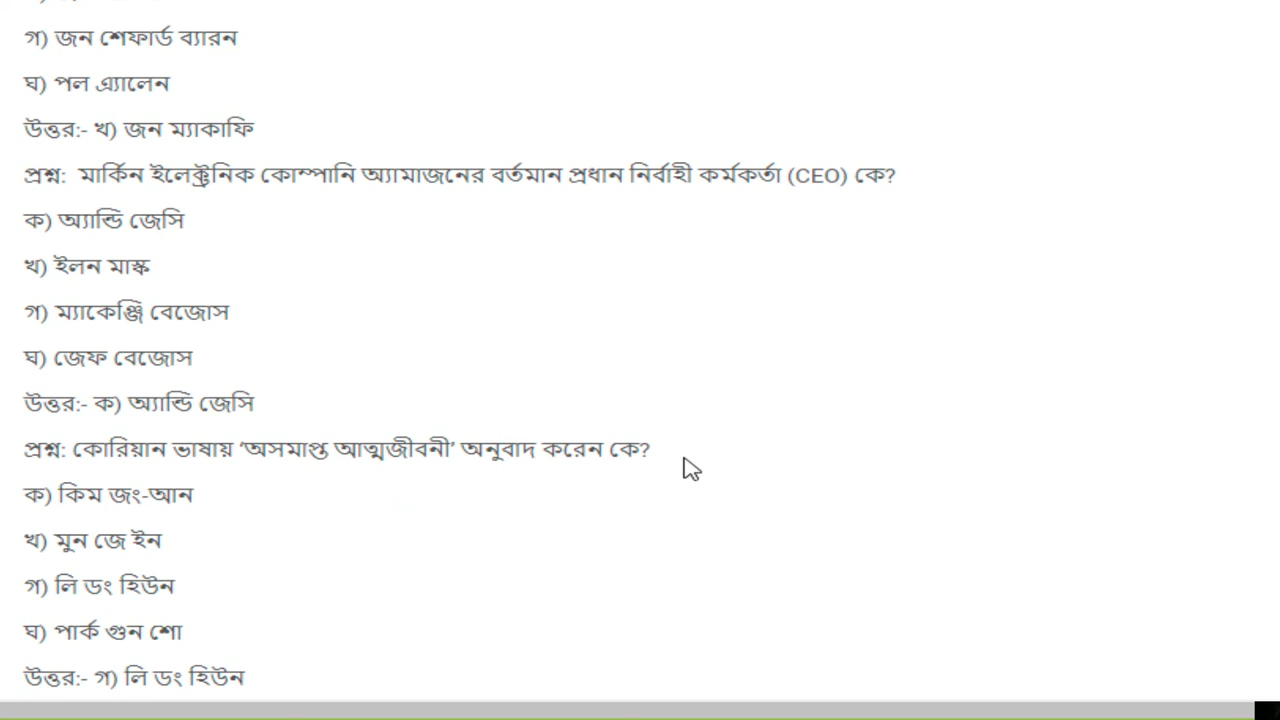 গ) জন শেফার্ড ব্যারন
ঘ) পল এ্যালেন
উত্তর:- খ) জন ম্যাকাফি
প্রশ্ন: মার্কিন ইলেক্ট্রনিক কোম্পানি অ্যামাজনের বর্তমান প্রধান নির্বাহী কর্মকর্তা (CEO) কে?
ক) অ্যান্ডি জেসি
খ) ইলন মাস্ক
গ) ম্যাকেঞ্জি বেজোস
ঘ) জেফ বেজোস
উত্তর:- ক) অ্যান্ডি জেসি
প্রশ্ন: কোরিয়ান ভাষায় ‘অসমাপ্ত আত্মজীবনী’ অনুবাদ করেন কে?
ক) কিম জং-আন
খ) মুন জে ইন
গ) লি ডং হিউন
ঘ) পার্ক গুন শো
উত্তর:- গ) লি ডং হিউন